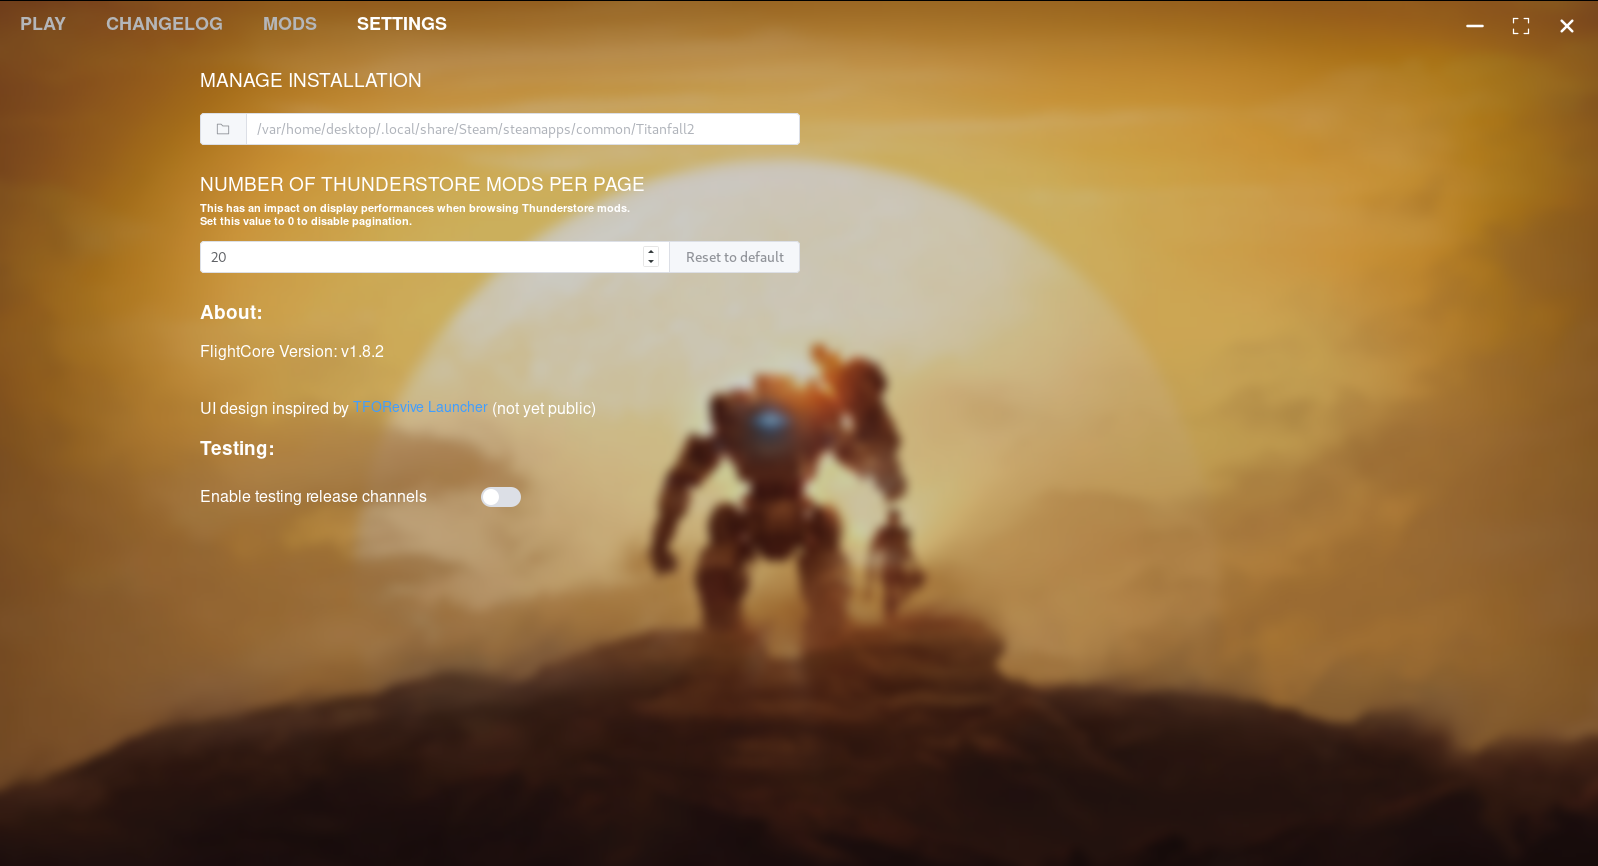 PLAY CHANGELOG MODS SETTINGS
MANAGE INSTALLATION
/var/home/desktop/.local/share/Steam/steamapps/common/Titanfall2
NUMBER OF THUNDERSTORE MODS PER PAGE
This has an impact on display performances when browsing Thunderstore mods.
Set this value to 0 to disable pagination.
20 Reset to default
About:
FlightCore Version: v1.8.2
UI design inspired by TFORevive Launcher (not yet public)
Testing:
Enable testing release channels